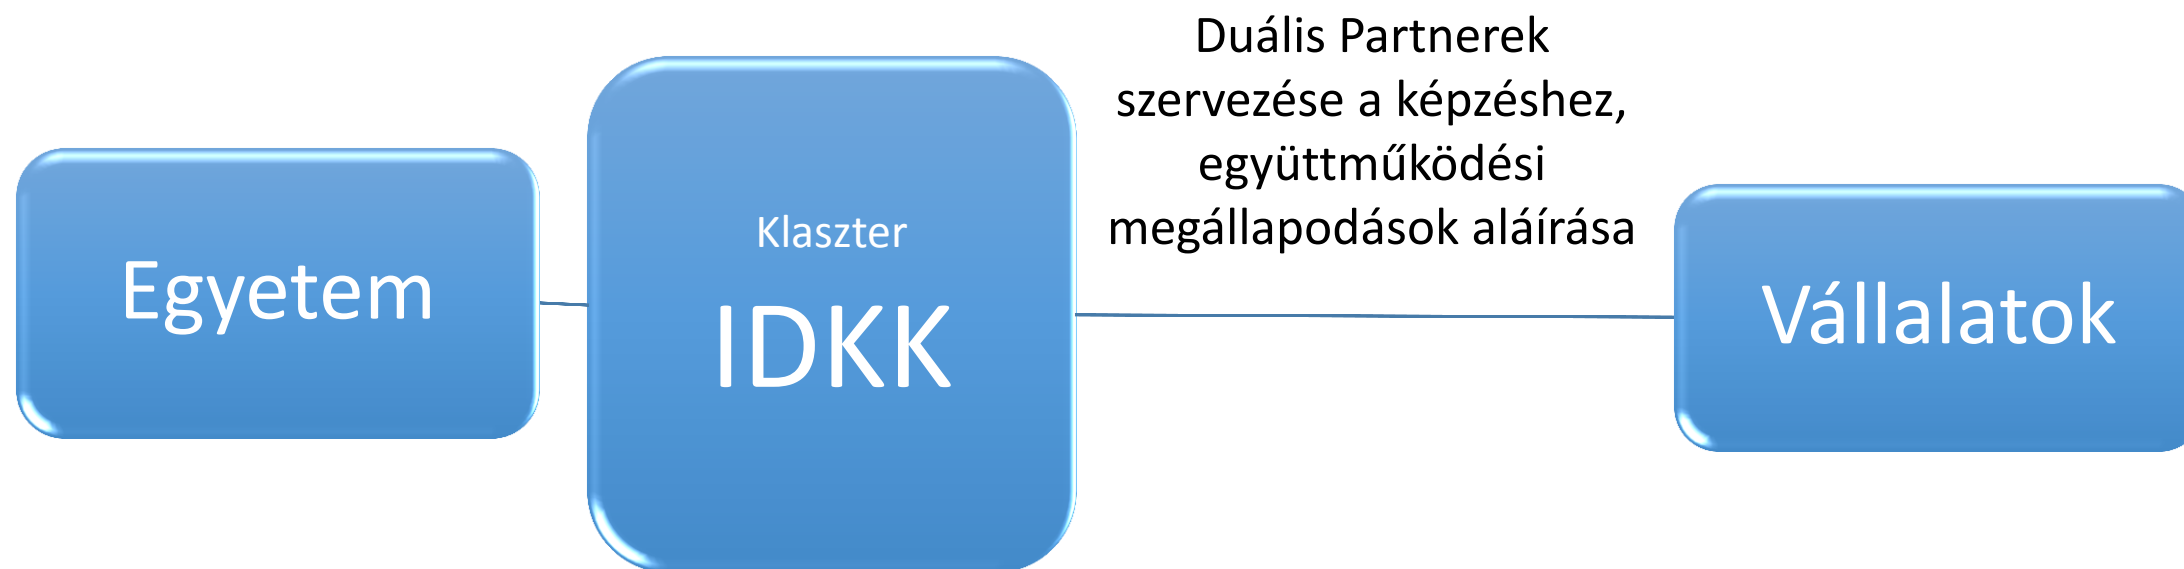 Egyetem
Klaszter
IDKK
Duális Partnerek
szervezése a képzéshez,
együttműködési
megállapodások aláírása
Vállalatok